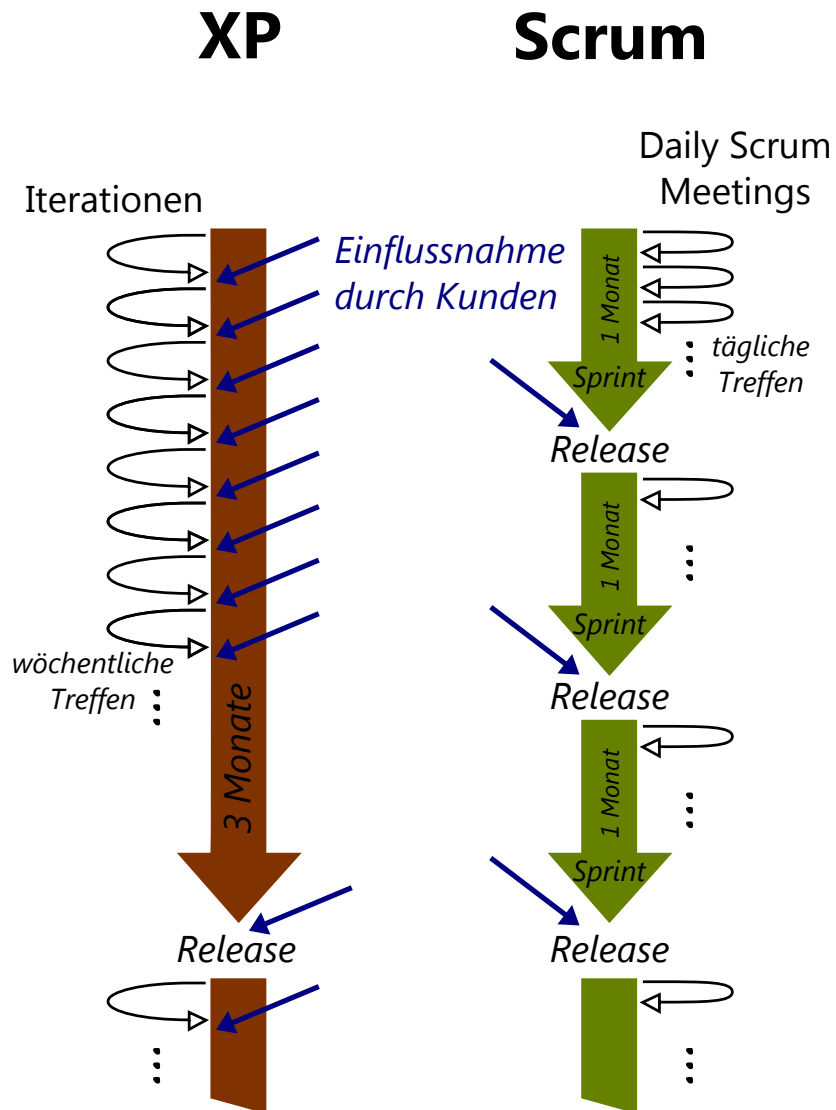 XP
Scrum
Iterationen
Daily Scrum
Meetings
Einflussnahme
durch Kunden
1 Monat
Sprint
tägliche
Treffen
Release
1 Monat
Sprint
wöchentliche
Treffen
3 Monate
Release
1 Monat
Sprint
Release
Release